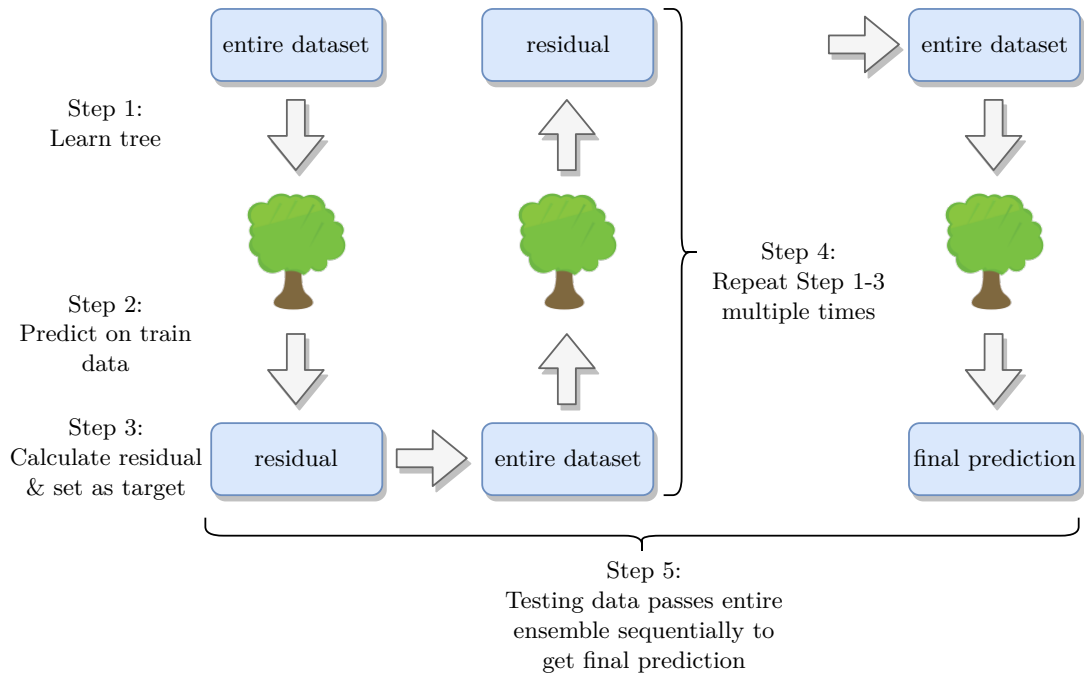 entire dataset
residual
entire dataset
Step 1:
Learn tree
Step 4:
Repeat Step 1-3
multiple times
Step 2:
Predict on train
data
Step 3:
Calculate residual
& set as target
residual
entire dataset
final prediction
Step 5:
Testing data passes entire
ensemble sequentially to
get final prediction